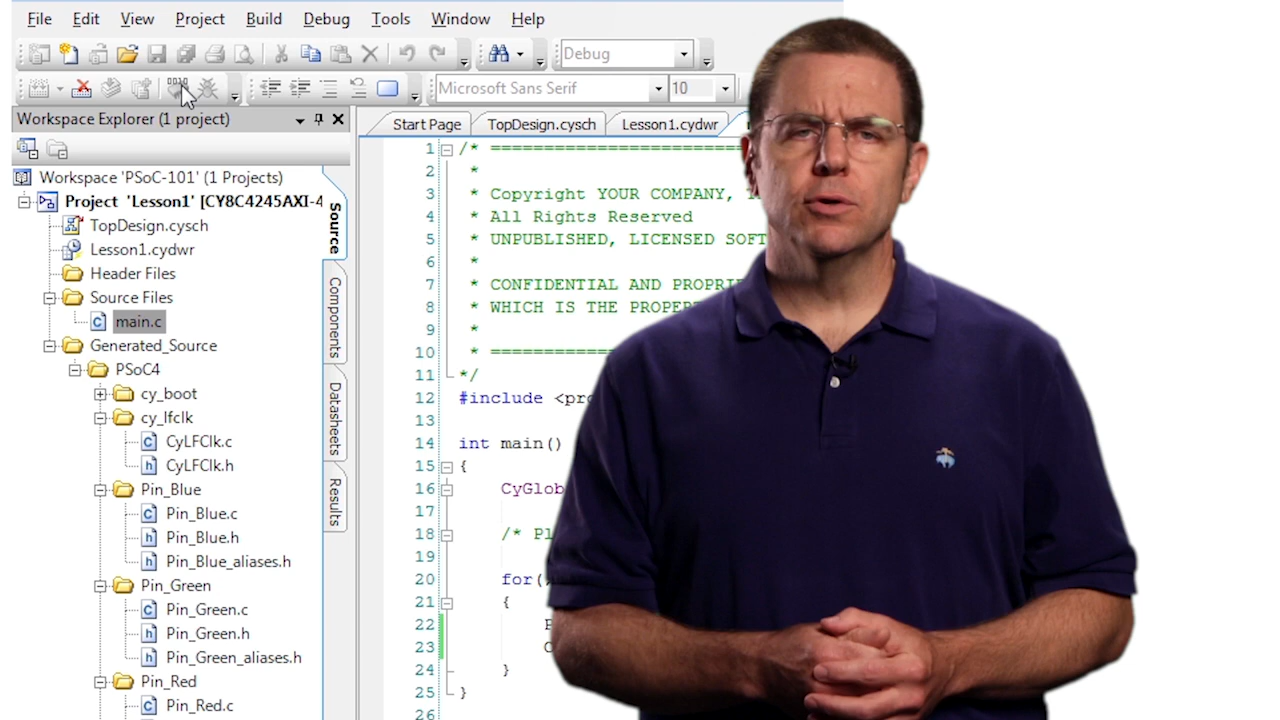 File Edit View Project Build Debug Tools Window Help
Debug
Microsoft Sans Serif 10
Workspace Explorer (1 project)
Start Page TopDesign.cysch Lesson1.cydwr
Workspace 'PSoC-101' (1 Projects)
Project 'Lesson1' [CY8C4245AXI-4
TopDesign.cysch
Lesson1.cydwr
Header Files
Source Files
main.c
Generated_Source
PSoC4
cy_boot
cy_lfclk
CyLFClk.c
CyLFClk.h
Pin_Blue
Pin_Blue.c
Pin_Blue.h
Pin_Blue_aliases.h
Pin_Green
Pin_Green.c
Pin_Green.h
Pin_Green_aliases.h
Pin_Red
Pin_Red.c
Source
Components
Datasheets
Results
1 /* ========================
2 *
3 * Copyright YOUR COMPANY,
4 * All Rights Reserved
5 * UNPUBLISHED, LICENSED SOFT
6 *
7 * CONFIDENTIAL AND PROPRI
8 * WHICH IS THE PROPER
9 *
10 * ============
11 */
12 #include <pro
13
14 int main()
15 {
16 CyGlob
17
18 /* Pl
19
20 for(
21 {
22
23
24 }
25 }
26